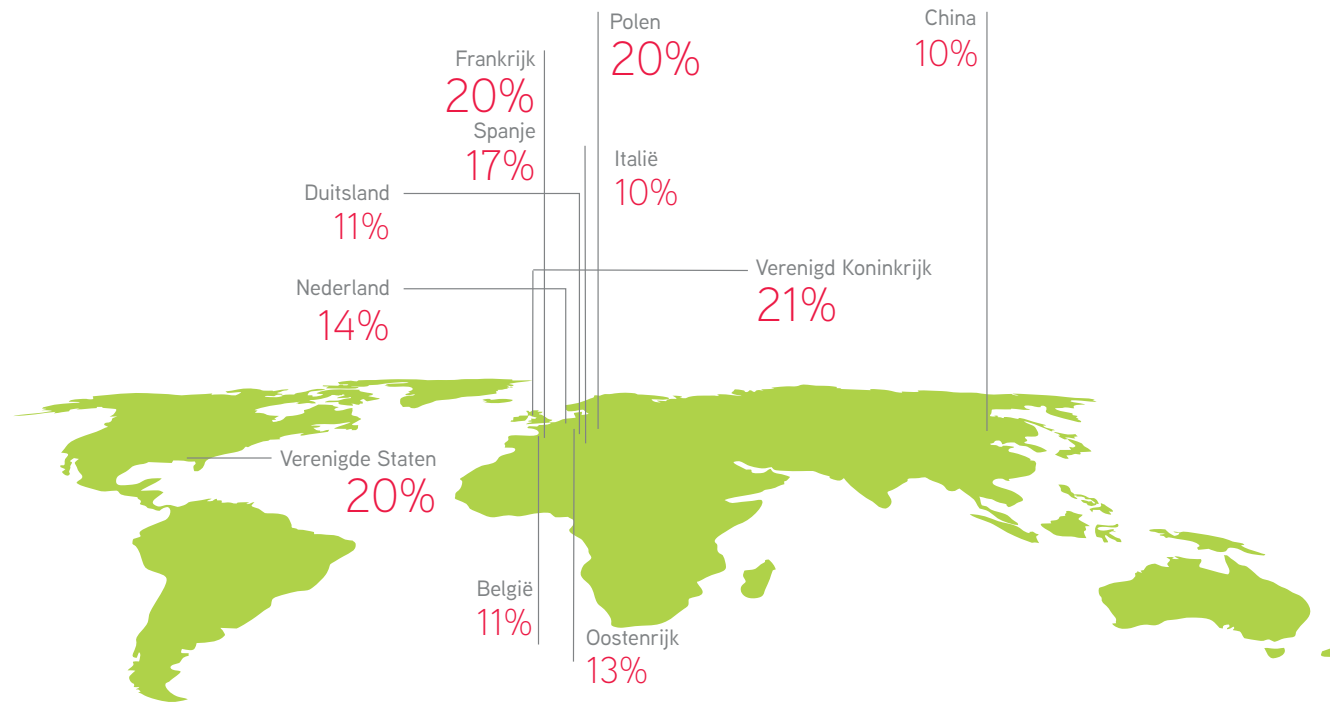 Polen
20%
China
10%
Frankrijk
20%
Spanje
17%
Italië
10%
Duitsland
11%
Verenigd Koninkrijk
21%
Nederland
14%
Verenigde Staten
20%
België
11%
Oostenrijk
13%